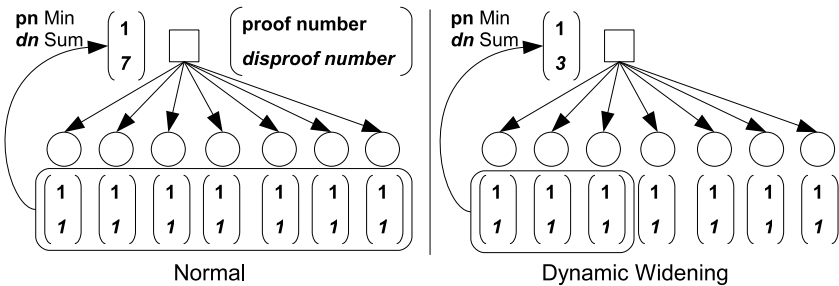 pn Min
dn Sum
1
7
proof number
disproof number
1 1 1 1 1 1 1
1 1 1 1 1 1 1
Normal
pn Min
dn Sum
1
3
1 1 1 1 1 1 1
1 1 1 1 1 1 1
Dynamic Widening